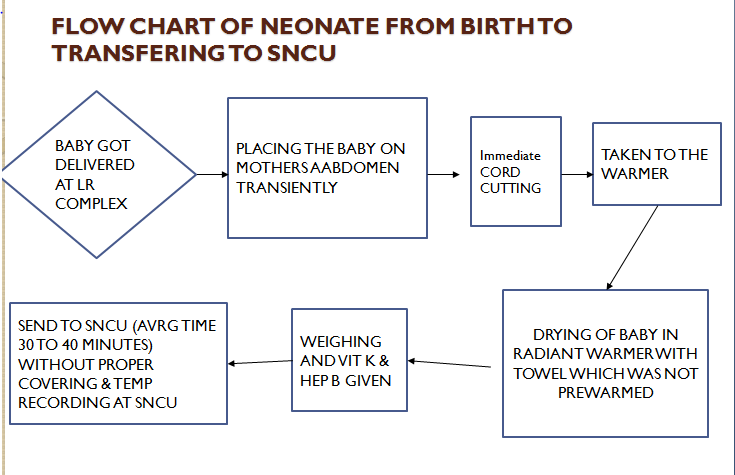 FLOW CHART OF NEONATE FROM BIRTH TO
TRANSFERING TO SNCU
BABY GOT
DELIVERED
AT LR
COMPLEX
PLACING THE BABY ON
MOTHERS AABDOMEN
TRANSIENTLY
Immediate
CORD
CUTTING
TAKEN TO THE
WARMER
DRYING OF BABY IN
RADIANT WARMER WITH
TOWEL WHICH WAS NOT
PREWARMED
WEIGHING
AND VIT K &
HEP B GIVEN
SEND TO SNCU (AVRG TIME
30 TO 40 MINUTES)
WITHOUT PROPER
COVERING & TEMP
RECORDING AT SNCU